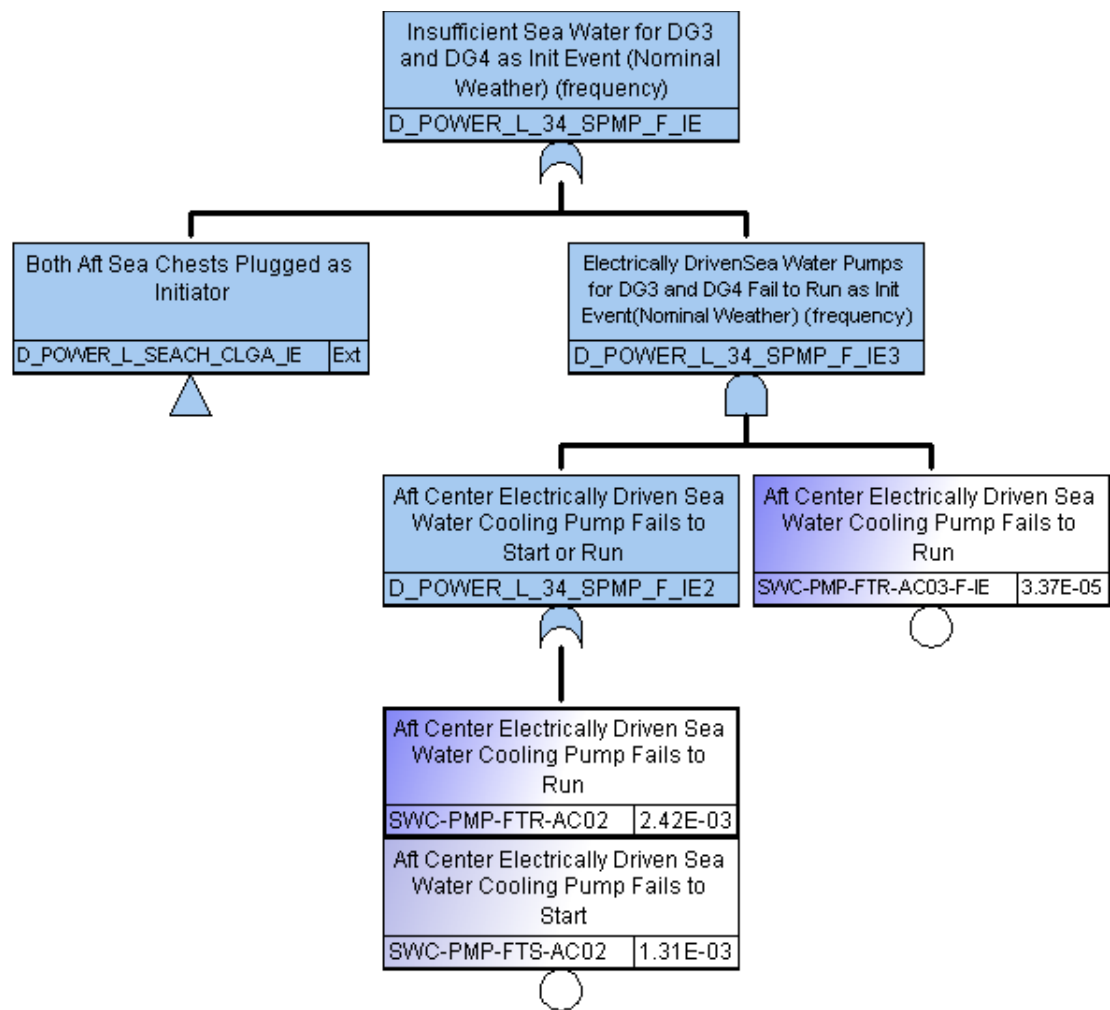 Insufficient Sea Water for DG3
and DG4 as Init Event (Nominal
Weather) (frequency)
D_POWER_L_34_SPMP_F_IE
Both Aft Sea Chests Plugged as
Initiator
D_POWER_L_SEACH_CLGA_IE Ext
Electrically DrivenSea Water Pumps
for DG3 and DG4 Fail to Run as Init
Event(Nominal Weather) (frequency)
D_POWER_L_34_SPMP_F_IE3
Aft Center Electrically Driven Sea
Water Cooling Pump Fails to
Start or Run
D_POWER_L_34_SPMP_F_IE2
Aft Center Electrically Driven Sea
Water Cooling Pump Fails to
Run
SWC-PMP-FTR-AC03-F-IE 3.37E-05
Aft Center Electrically Driven Sea
Water Cooling Pump Fails to
Run
SWC-PMP-FTR-AC02 2.42E-03
Aft Center Electrically Driven Sea
Water Cooling Pump Fails to
Start
SWC-PMP-FTS-AC02 1.31E-03